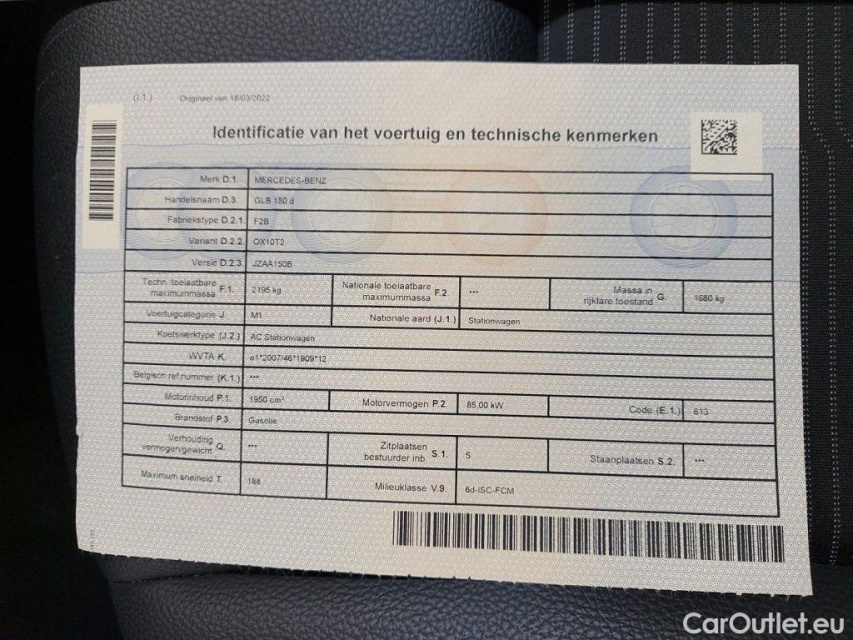 (I.1.) Origineel van 18/03/2022
Identificatie van het voertuig en technische kenmerken
Merk D.1. MERCEDES-BENZ
Handelsnaam D.3. GLB 180 d
Fabriekstype D.2.1. F2B
Variant D.2.2. OX10T2
Versie D.2.3. JZAA150B
Techn. toelaatbare maximummassa F.1. 2195 kg Nationale toelaatbare maximummassa F.2. --- Massa in rijklare toestand G. 1680 kg
Voertuigcategorie J. M1 Nationale aard (J.1.) Stationwagen
Koetswerktype (J.2.) AC Stationwagen
WVTA K. e1*2007/46*1909*12
Belgisch ref.nummer (K.1.) ---
Motorinhoud P.1. 1950 cm³ Motorvermogen P.2. 85,00 kW Code (E.1.) 613
Brandstof P.3. Gasolie
Verhouding vermogen/gewicht Q. --- Zitplaatsen bestuurder inb. S.1. 5 Staanplaatsen S.2. ---
Maximum snelheid T. 188 Milieuklasse V.9. 6d-ISC-FCM
CarOutlet.eu